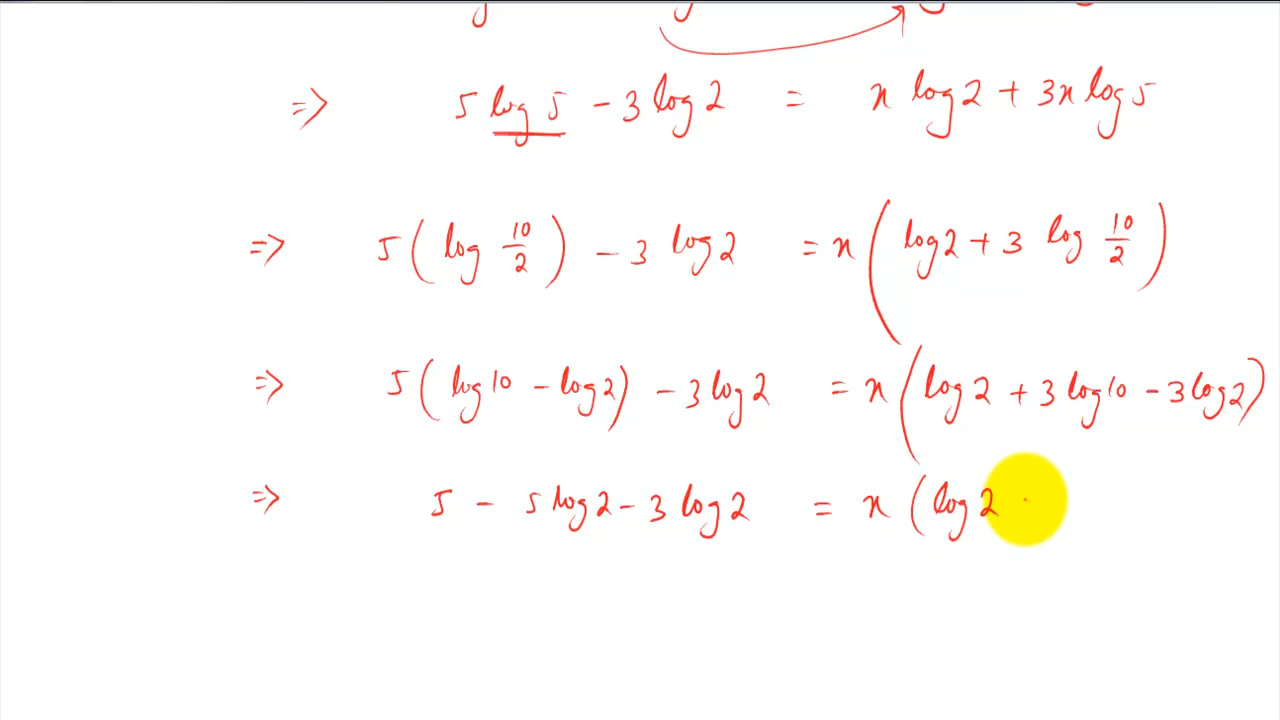 ⇒ 5 log 5 - 3 log 2 = x log 2 + 3x log 5
⇒ 5 ( log 10/2 ) - 3 log 2 = x ( log 2 + 3 log 10/2 )
⇒ 5 ( log 10 - log 2 ) - 3 log 2 = x ( log 2 + 3 log 10 - 3 log 2 )
⇒ 5 - 5 log 2 - 3 log 2 = x ( log 2